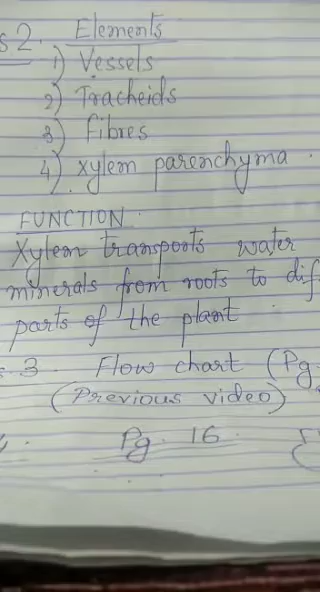 s 2. Elements
1) Vessels
2) Tracheids
3) Fibres
4) Xylem parenchyma
FUNCTION
Xylem transports water
minerals from roots to dif
parts of the plant
s. 3. Flow chart (Pg.
(Previous video)
Pg. 16.